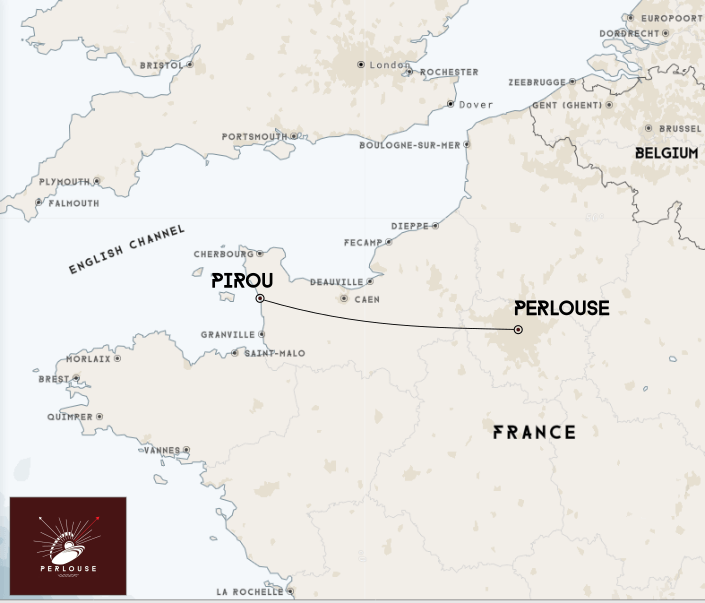 EUROPOORT
DORDRECHT
BRISTOL
London
ROCHESTER
ZEEBRUGGE
Dover
GENT (GHENT)
BRUSSEL
PORTSMOUTH
BOULOGNE-SUR-MER
BELGIUM
PLYMOUTH
FALMOUTH
DIEPPE
ENGLISH CHANNEL
FECAMP
CHERBOURG
PIROU
DEAUVILLE
CAEN
PERLOUSE
GRANVILLE
SAINT-MALO
MORLAIX
BREST
QUIMPER
FRANCE
VANNES
PERLOUSE
LA ROCHELLE